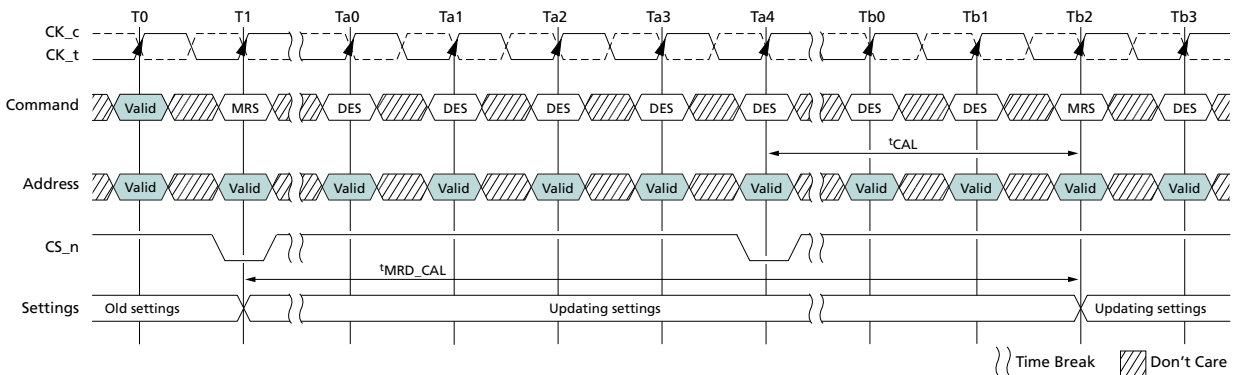 T0 T1 Ta0 Ta1 Ta2 Ta3 Ta4 Tb0 Tb1 Tb2 Tb3
CK_c
CK_t
Command Valid MRS DES DES DES DES DES DES DES MRS DES
tCAL
Address Valid Valid Valid Valid Valid Valid Valid Valid Valid Valid Valid
CS_n
tMRD_CAL
Settings Old settings Updating settings Updating settings
Time Break Don't Care